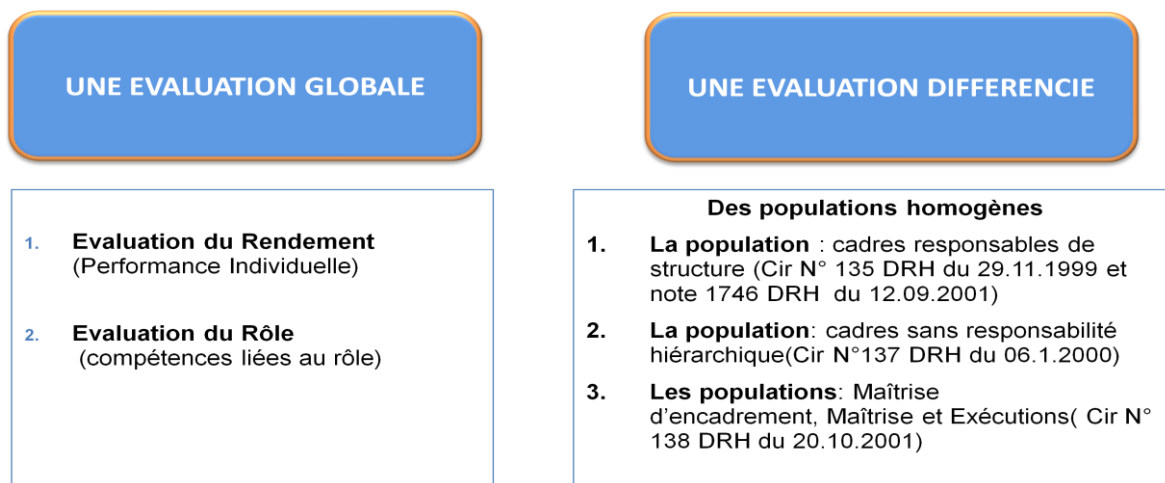 UNE EVALUATION GLOBALE
1. Evaluation du Rendement
(Performance Individuelle)
2. Evaluation du Rôle
(compétences liées au rôle)
UNE EVALUATION DIFFERENCIE
Des populations homogènes
1. La population : cadres responsables de
structure (Cir N° 135 DRH du 29.11.1999 et
note 1746 DRH du 12.09.2001)
2. La population: cadres sans responsabilité
hiérarchique(Cir N°137 DRH du 06.1.2000)
3. Les populations: Maîtrise
d'encadrement, Maîtrise et Exécutions( Cir N°
138 DRH du 20.10.2001)